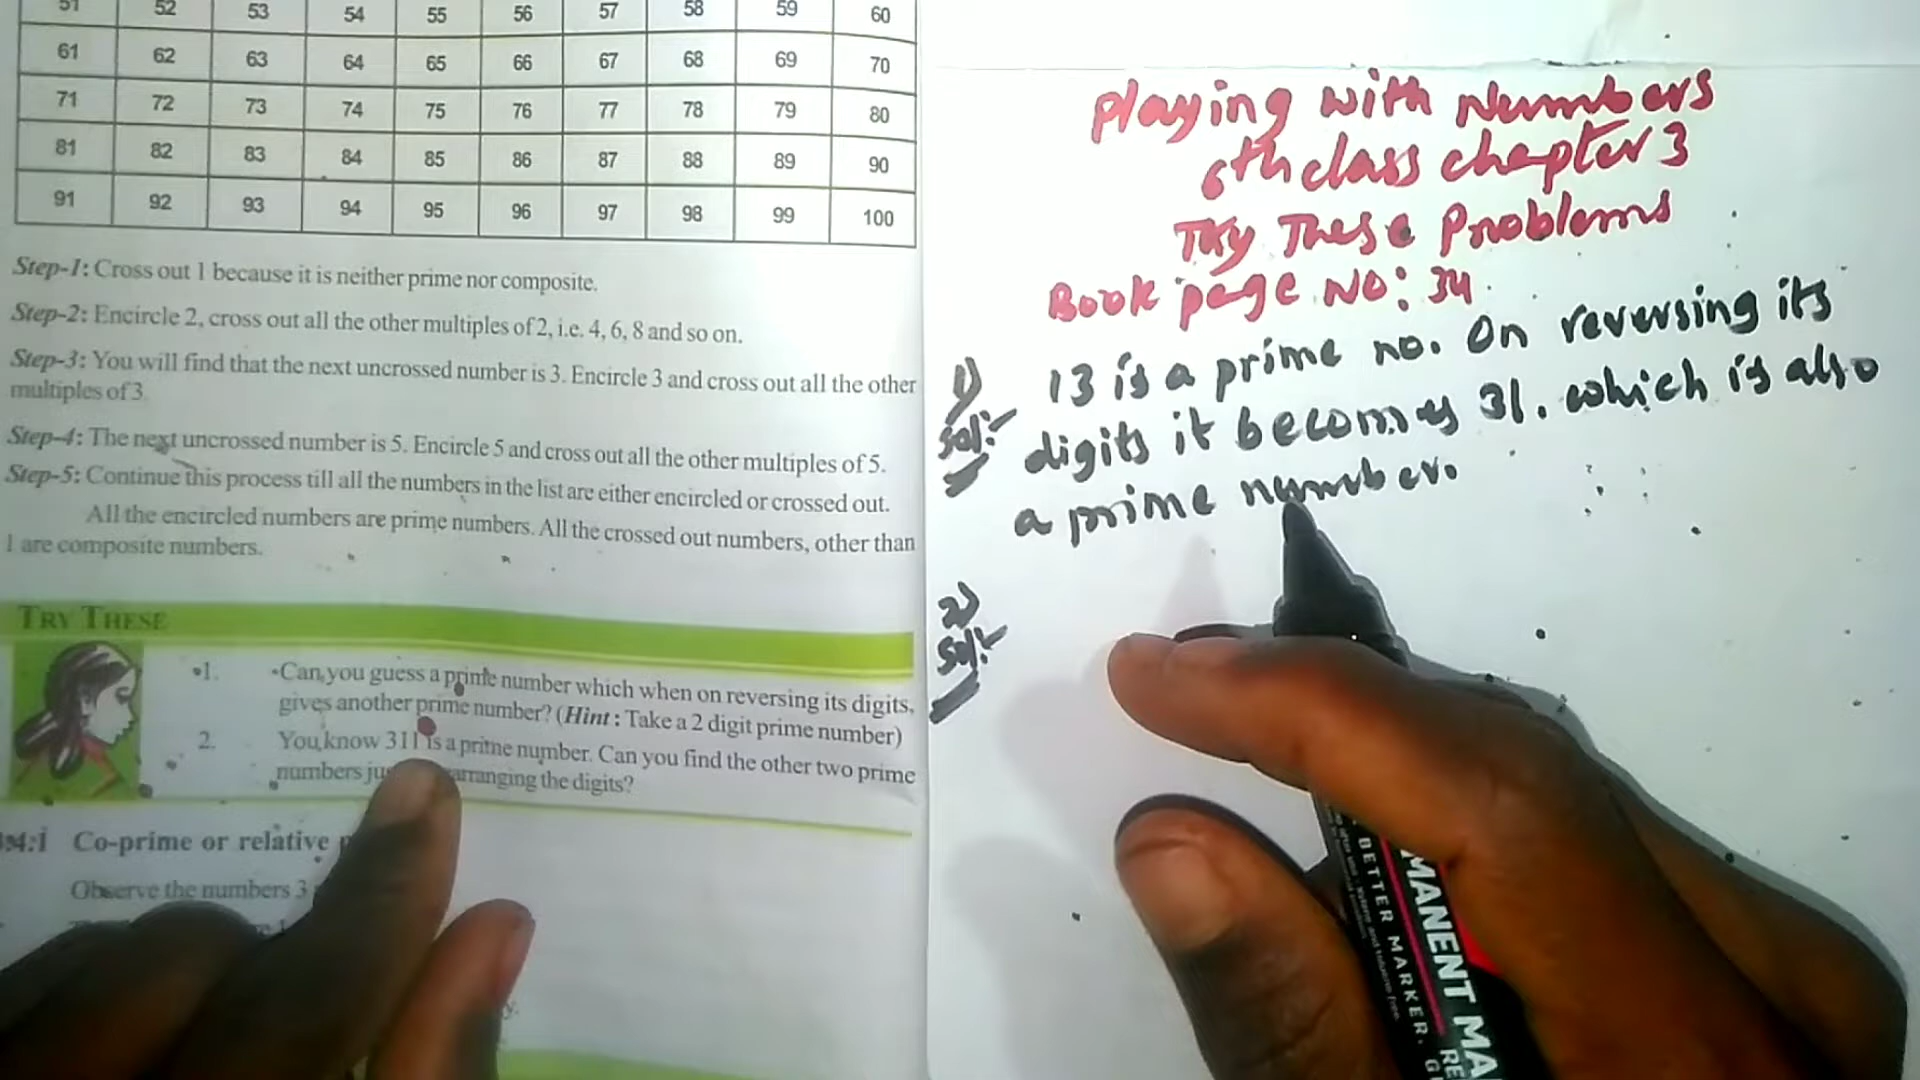 51 52 53 54 55 56 57 58 59 60
61 62 63 64 65 66 67 68 69 70
71 72 73 74 75 76 77 78 79 80
81 82 83 84 85 86 87 88 89 90
91 92 93 94 95 96 97 98 99 100
Step-1: Cross out 1 because it is neither prime nor composite.
Step-2: Encircle 2, cross out all the other multiples of 2, i.e. 4, 6, 8 and so on.
Step-3: You will find that the next uncrossed number is 3. Encircle 3 and cross out all the other
multiples of 3.
Step-4: The next uncrossed number is 5. Encircle 5 and cross out all the other multiples of 5.
Step-5: Continue this process till all the numbers in the list are either encircled or crossed out.
All the encircled numbers are prime numbers. All the crossed out numbers, other than
1 are composite numbers.
TRY THESE
1. Can you guess a prime number which when on reversing its digits,
gives another prime number? (Hint : Take a 2 digit prime number)
2. You know 311 is a prime number. Can you find the other two prime
numbers arranging the digits?
Co-prime or relative
Observe the numbers 3
Playing with Numbers
6th class chapter 3
Try These Problems
Book page No: 34
1) 13 is a prime no. On reversing its
Sol:- digits it becomes 31. which is also
a prime number.
2)
Sol:-
BETTER MARKER.
MANENT MA